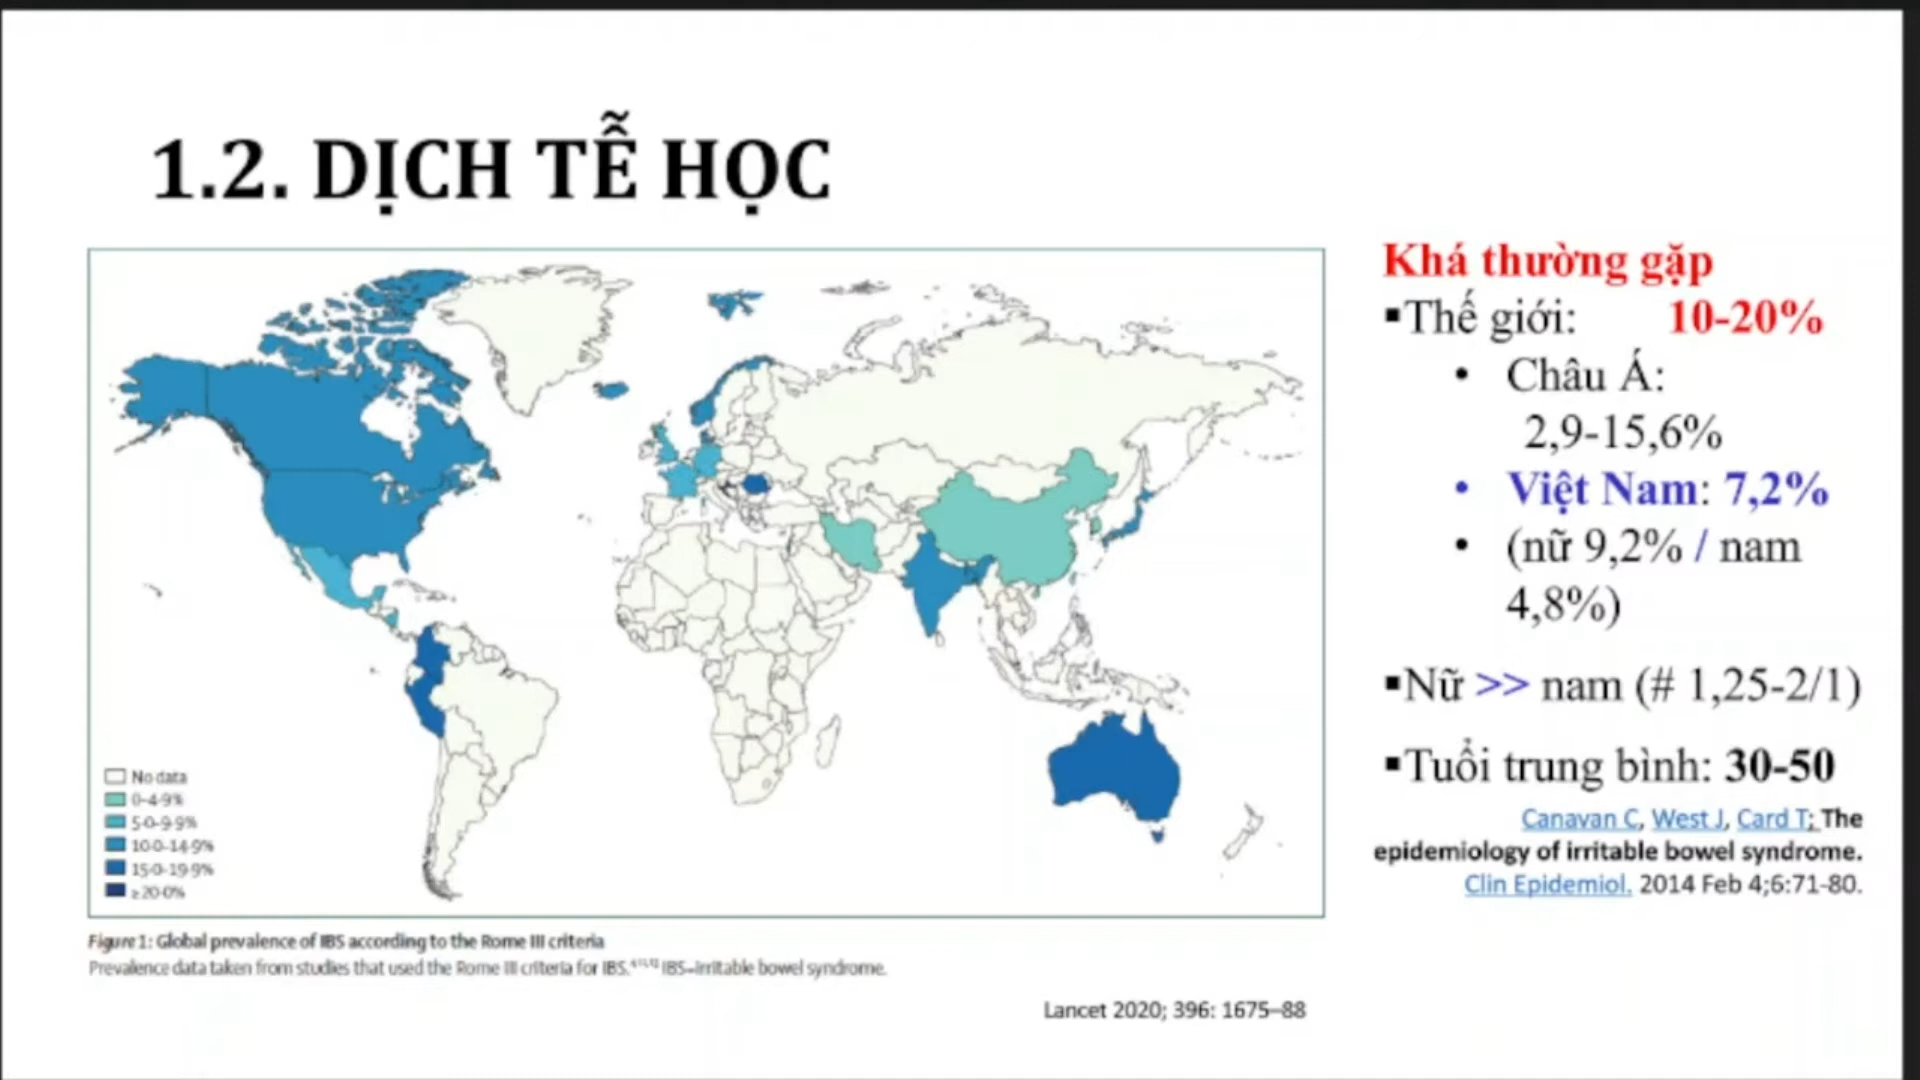 1.2. DỊCH TỄ HỌC
No data
0–4·9%
5·0–9·9%
10·0–14·9%
15·0–19·9%
≥20·0%
Figure 1: Global prevalence of IBS according to the Rome III criteria
Prevalence data taken from studies that used the Rome III criteria for IBS. IBS=irritable bowel syndrome.
Lancet 2020; 396: 1675–88
Khá thường gặp
▪Thế giới: 10-20%
• Châu Á:
2,9-15,6%
• Việt Nam: 7,2%
• (nữ 9,2% / nam
4,8%)
▪Nữ >> nam (# 1,25-2/1)
▪Tuổi trung bình: 30-50
Canavan C, West J, Card T; The
epidemiology of irritable bowel syndrome.
Clin Epidemiol. 2014 Feb 4;6:71-80.